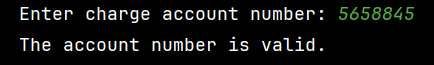 Enter charge account number: 5658845
The account number is valid.